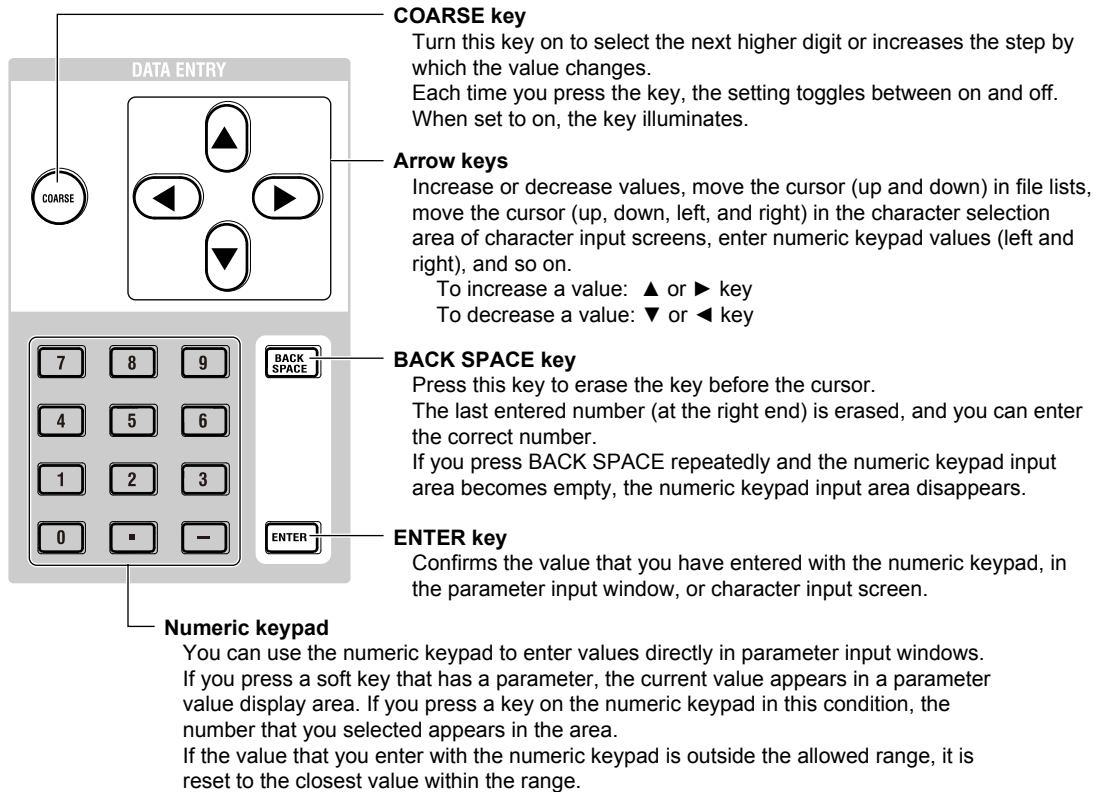 COARSE key
Turn this key on to select the next higher digit or increases the step by
which the value changes.
Each time you press the key, the setting toggles between on and off.
When set to on, the key illuminates.
DATA ENTRY
COARSE
▲
◄
►
▼
Arrow keys
Increase or decrease values, move the cursor (up and down) in file lists,
move the cursor (up, down, left, and right) in the character selection
area of character input screens, enter numeric keypad values (left and
right), and so on.
To increase a value: ▲ or ► key
To decrease a value: ▼ or ◄ key
7 8 9
BACK
SPACE
4 5 6
1 2 3
0 . –
ENTER
BACK SPACE key
Press this key to erase the key before the cursor.
The last entered number (at the right end) is erased, and you can enter
the correct number.
If you press BACK SPACE repeatedly and the numeric keypad input
area becomes empty, the numeric keypad input area disappears.
ENTER key
Confirms the value that you have entered with the numeric keypad, in
the parameter input window, or character input screen.
Numeric keypad
You can use the numeric keypad to enter values directly in parameter input windows.
If you press a soft key that has a parameter, the current value appears in a parameter
value display area. If you press a key on the numeric keypad in this condition, the
number that you selected appears in the area.
If the value that you enter with the numeric keypad is outside the allowed range, it is
reset to the closest value within the range.